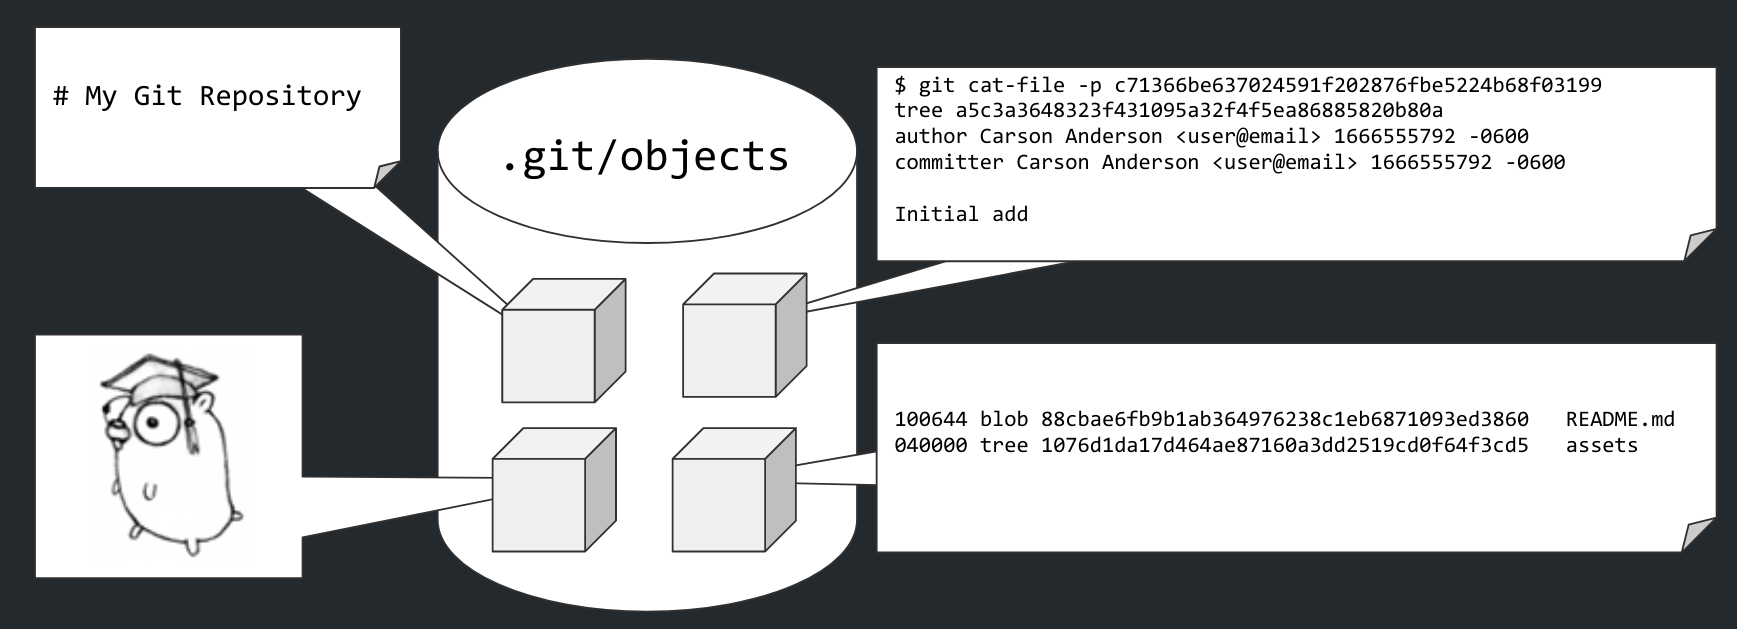 # My Git Repository
.git/objects
$ git cat-file -p c71366be637024591f202876fbe5224b68f03199
tree a5c3a3648323f431095a32f4f5ea86885820b80a
author Carson Anderson <user@email> 1666555792 -0600
committer Carson Anderson <user@email> 1666555792 -0600
Initial add
100644 blob 88cbae6fb9b1ab364976238c1eb6871093ed3860 README.md
040000 tree 1076d1da17d464ae87160a3dd2519cd0f64f3cd5 assets